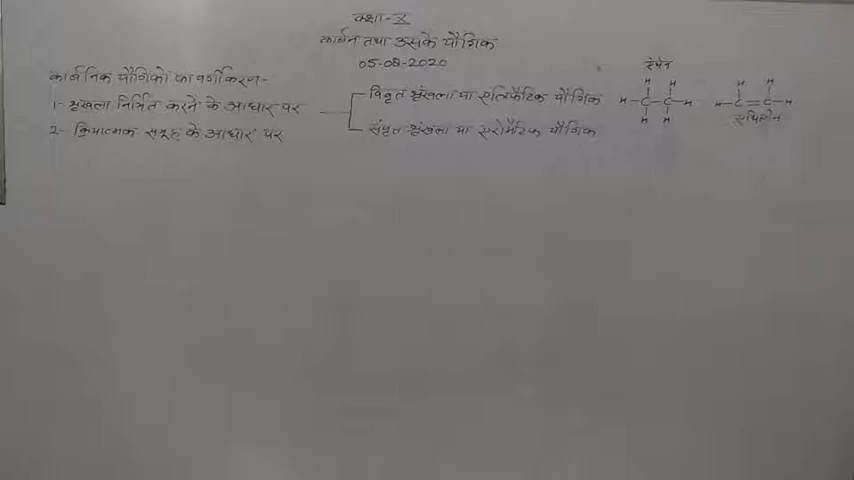 कक्षा - X
कार्बन तथा उसके यौगिक
05-08-2020
कार्बनिक यौगिकों का वर्गीकरण-
1- श्रृंखला निर्मित करने के आधार पर
विवृत श्रृंखला या एलिफैटिक यौगिक
2- क्रियात्मक समूह के आधार पर
संवृत श्रृंखला या एरोमैटिक यौगिक
H H
H-C-C-H
H H
H H
H-C=C-H
एथिलीन